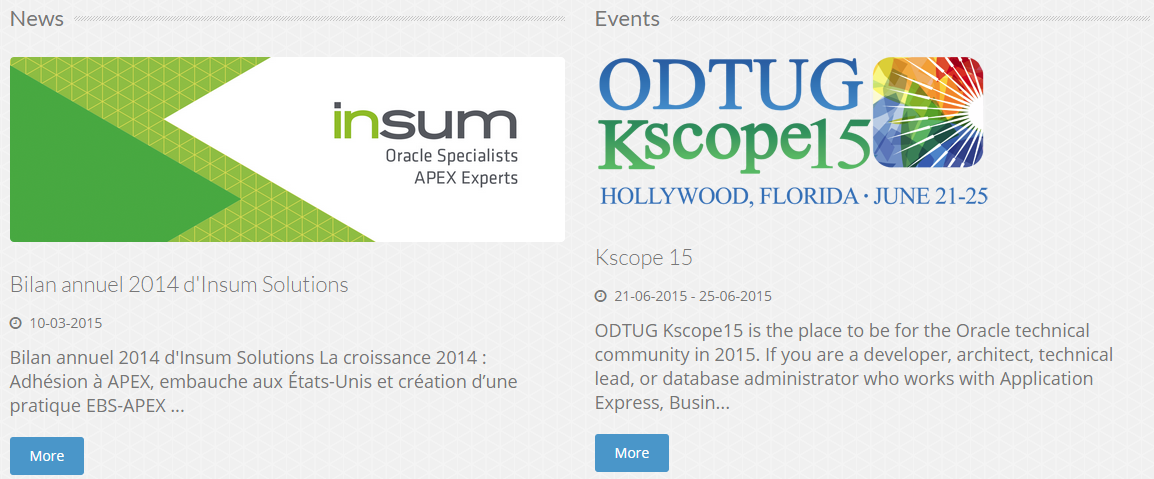 News
insum
Oracle Specialists
APEX Experts
Bilan annuel 2014 d'Insum Solutions
10-03-2015
Bilan annuel 2014 d'Insum Solutions La croissance 2014 :
Adhésion à APEX, embauche aux États-Unis et création d’une
pratique EBS-APEX ...
More
Events
ODTUG
Kscope15
HOLLYWOOD, FLORIDA • JUNE 21-25
Kscope 15
21-06-2015 - 25-06-2015
ODTUG Kscope15 is the place to be for the Oracle technical
community in 2015. If you are a developer, architect, technical
lead, or database administrator who works with Application
Express, Busin...
More